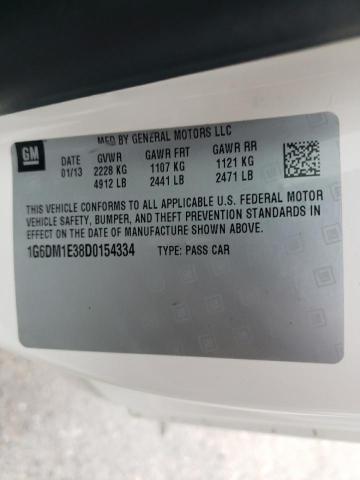 GM
MFD BY GENERAL MOTORS LLC
DATE GVWR GAWR FRT GAWR RR
01/13 2228 KG 1107 KG 1121 KG
4912 LB 2441 LB 2471 LB
THIS VEHICLE CONFORMS TO ALL APPLICABLE U.S. FEDERAL MOTOR
VEHICLE SAFETY, BUMPER, AND THEFT PREVENTION STANDARDS IN
EFFECT ON THE DATE OF MANUFACTURE SHOWN ABOVE.
1G6DM1E38D0154334 TYPE: PASS CAR